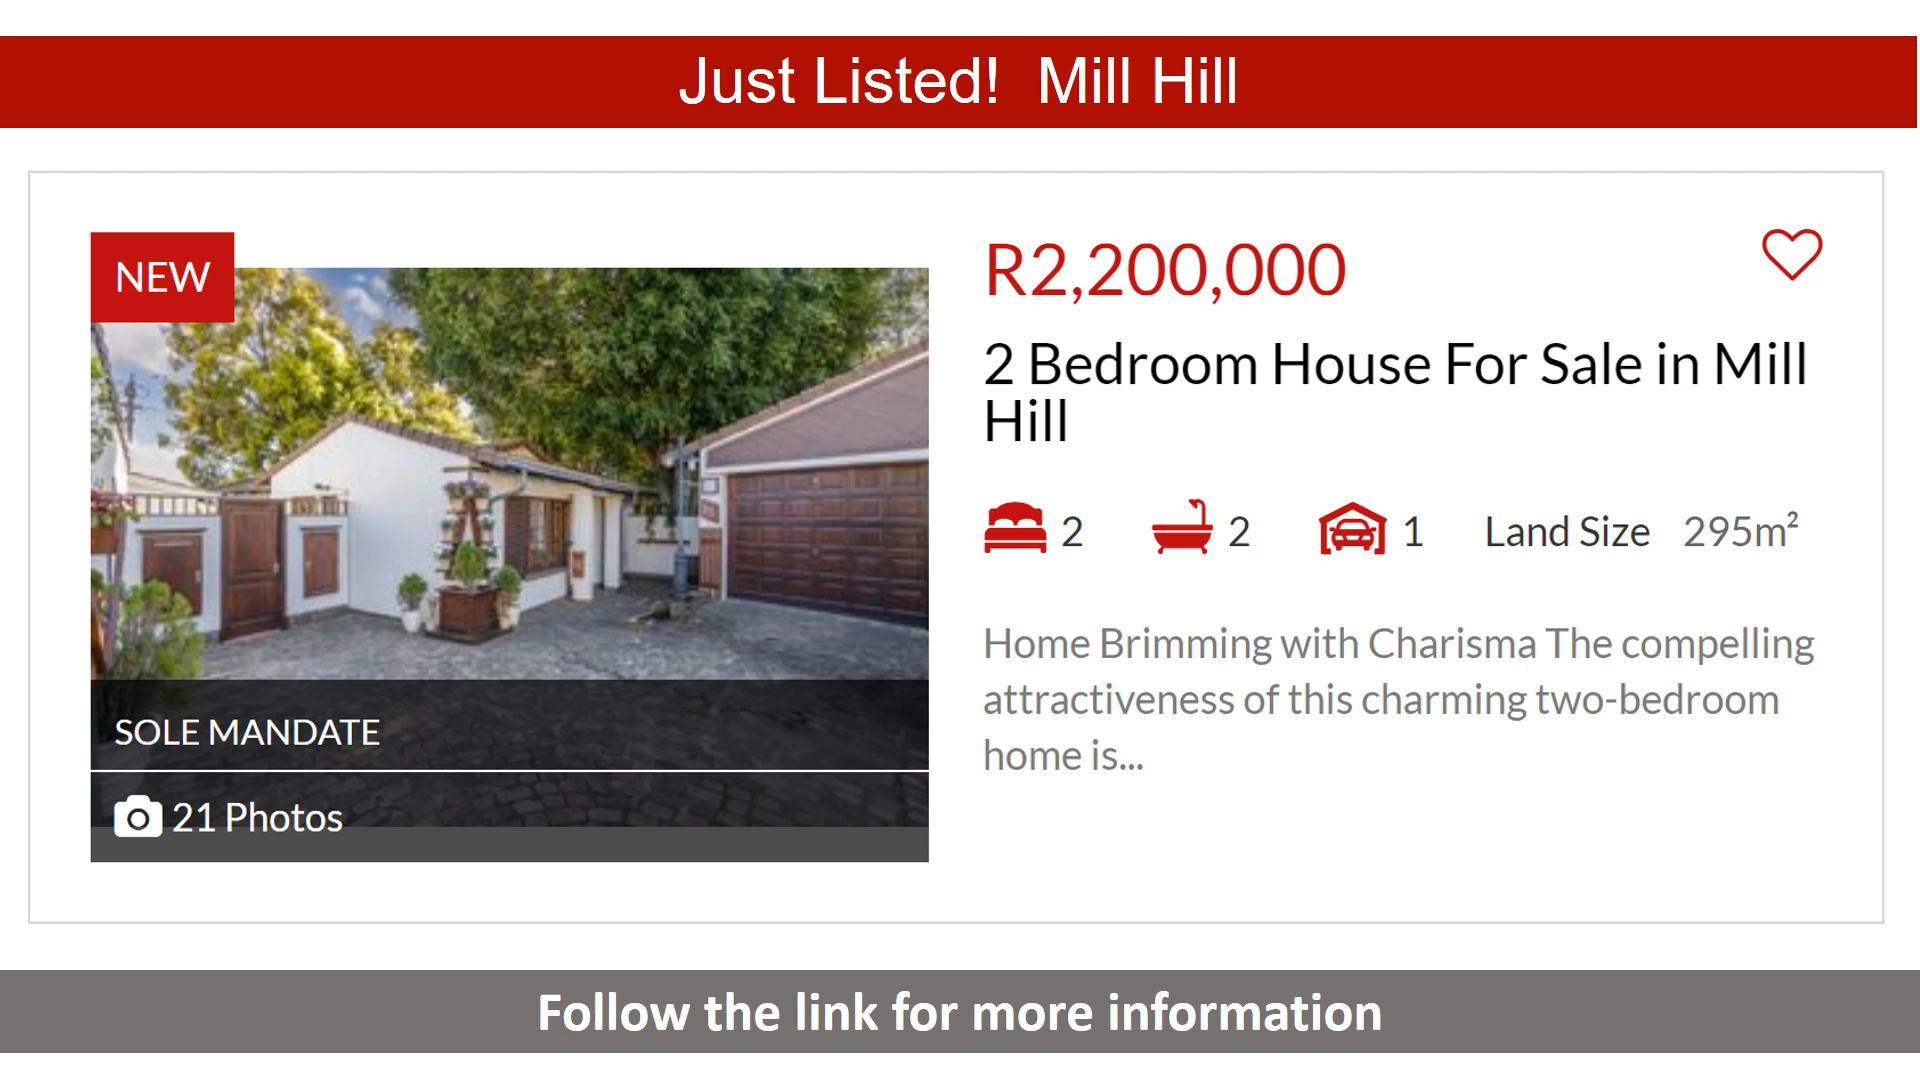 Just Listed! Mill Hill
NEW
SOLE MANDATE
21 Photos
R2,200,000
2 Bedroom House For Sale in Mill
Hill
2 2 1 Land Size 295m²
Home Brimming with Charisma The compelling
attractiveness of this charming two-bedroom
home is...
Follow the link for more information